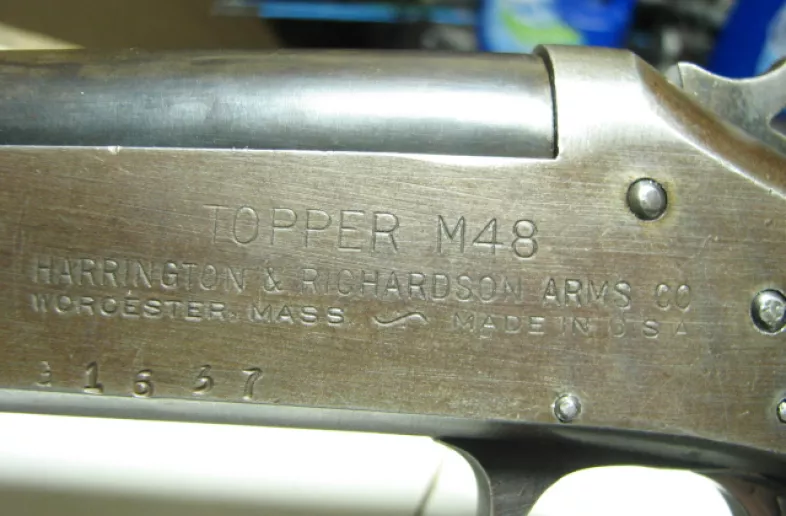 TOPPER M48
HARRINGTON & RICHARDSON ARMS CO
WORCESTER, MASS. MADE IN U S A